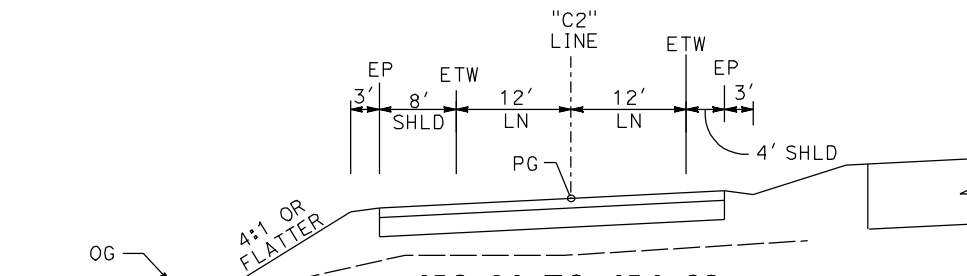 "C2"
LINE
ETW
EP
ETW
EP
3'
8'
12'
12'
3'
SHLD
LN
LN
4' SHLD
PG
4:1 OR
FLATTER
OG